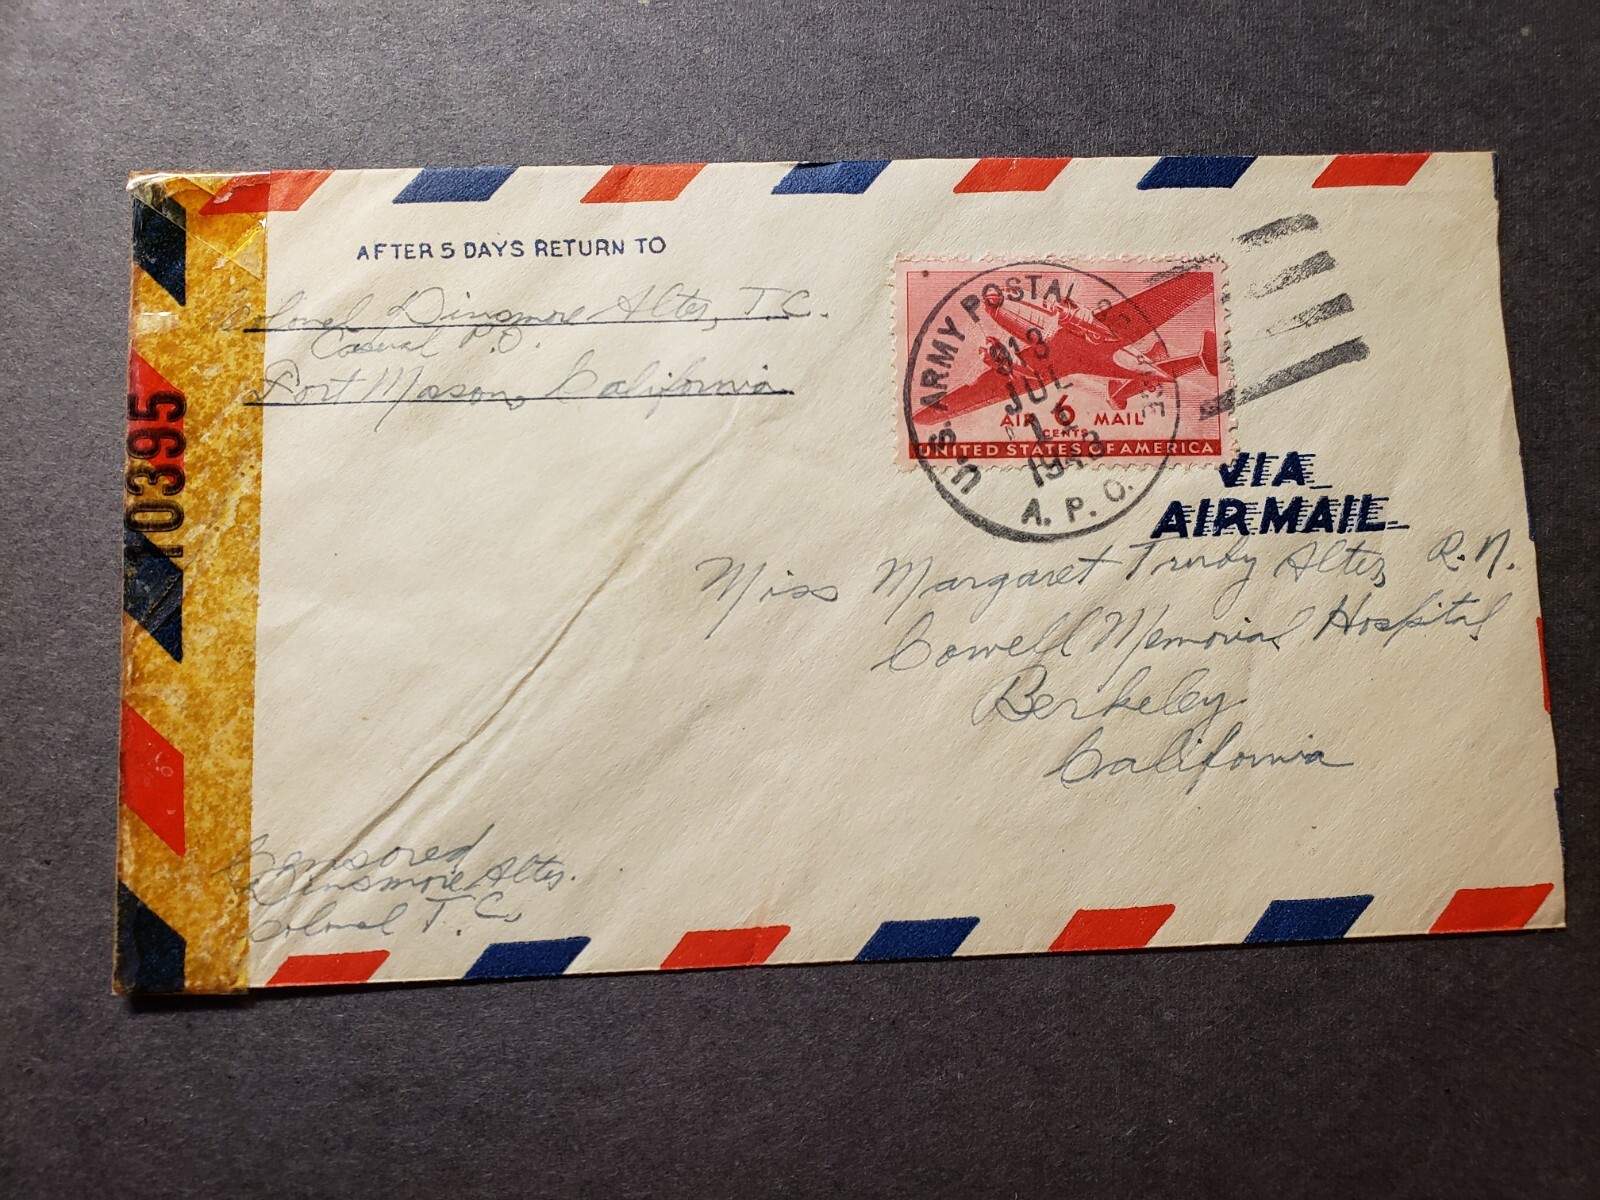 AFTER 5 DAYS RETURN TO
Colonel Dinsmore Alter, T.C.
Casual P.O.
Fort Mason, California
10395
U.S. ARMY POSTAL SERVICE
913
JUL
1943
A.P.O.
AIR 6 MAIL
CENTS
UNITED STATES OF AMERICA
VIA
AIR MAIL
Miss Margaret Trudy Alter, R.N.
Cowell Memorial Hospital
Berkeley
California
Censored
Dinsmore Alter.
Colonel T.C.